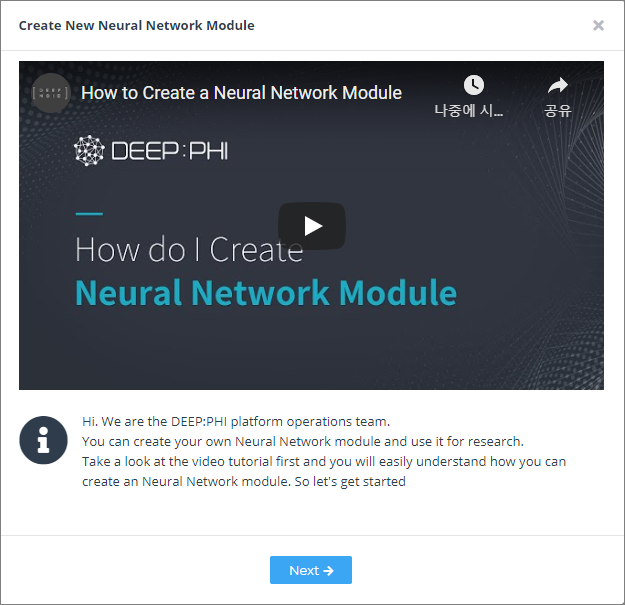 Create New Neural Network Module
How to Create a Neural Network Module
나중에 시...
공유
DEEP:PHI
How do I Create
Neural Network Module
Hi. We are the DEEP:PHI platform operations team.
You can create your own Neural Network module and use it for research.
Take a look at the video tutorial first and you will easily understand how you can
create an Neural Network module. So let's get started
Next